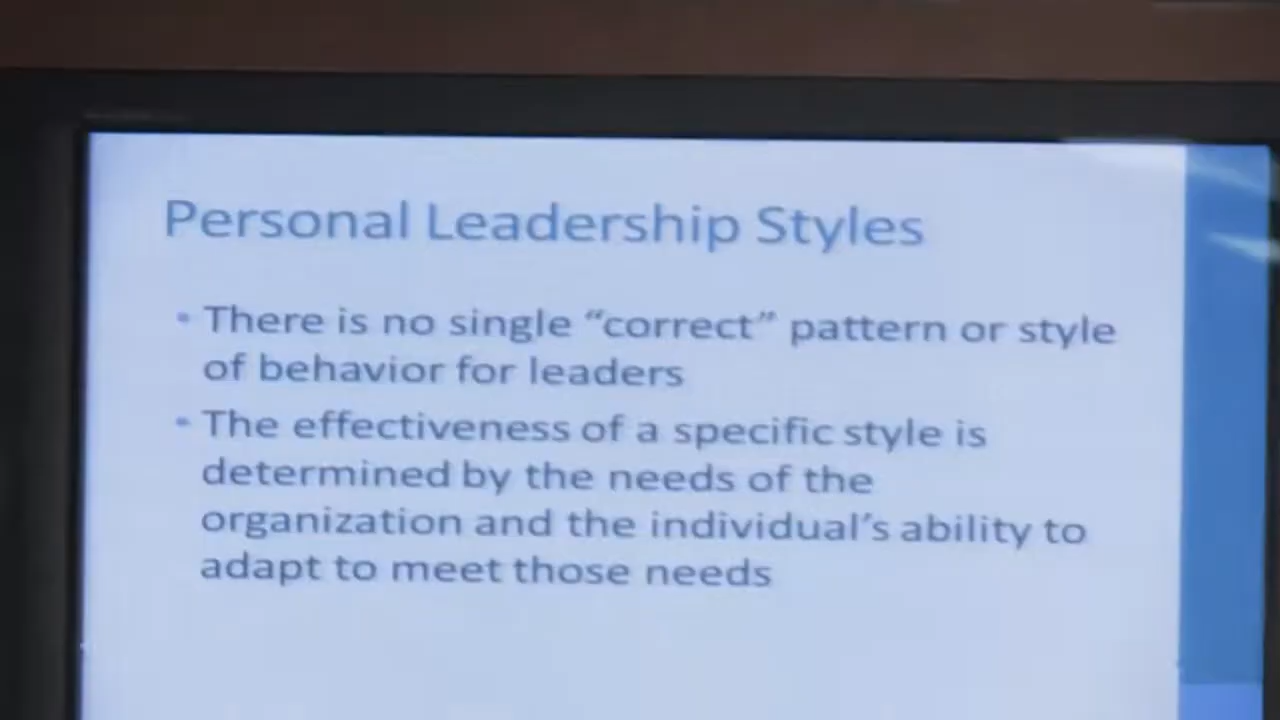 Personal Leadership Styles
• There is no single “correct” pattern or style
of behavior for leaders
• The effectiveness of a specific style is
determined by the needs of the
organization and the individual’s ability to
adapt to meet those needs